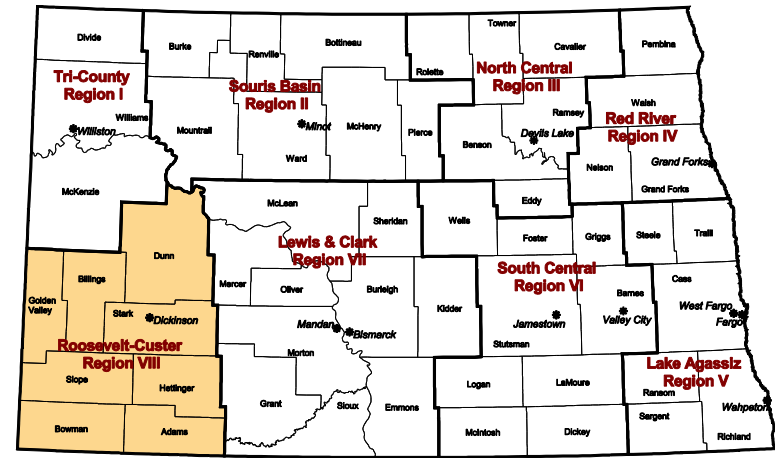 Divide
Burke
Renville
Bottineau
Towner
Cavalier
Pembina
Rolette
Tri-County
Region I
Souris Basin
Region II
North Central
Region III
Williams
Williston
Mountrail
Minot
Ward
McHenry
Pierce
Benson
Ramsey
Devils Lake
Walsh
Red River
Region IV
Nelson
Grand Forks
Grand Forks
McKenzie
McLean
Sheridan
Wells
Eddy
Foster
Griggs
Steele
Traill
Dunn
Billings
Golden
Valley
Stark
Dickinson
Lewis & Clark
Region VII
Mercer
Oliver
Burleigh
Kidder
South Central
Region VI
Barnes
Jamestown
Valley City
Stutsman
Caes
West Fargo
Fargo
Mandan
Bismarck
Morton
Roosevelt-Custer
Region VIII
Slope
Hettinger
Bowman
Adams
Grant
Sioux
Emmons
Logan
LaMoure
McIntosh
Dickey
Lake Agassiz
Region V
Ransom
Sargent
Wahpeton
Richland